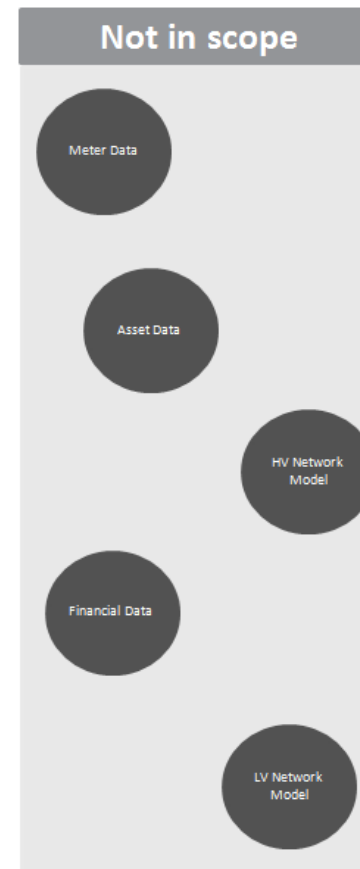 Not in scope
Meter Data
Asset Data
HV Network
Model
Financial Data
LV Network
Model